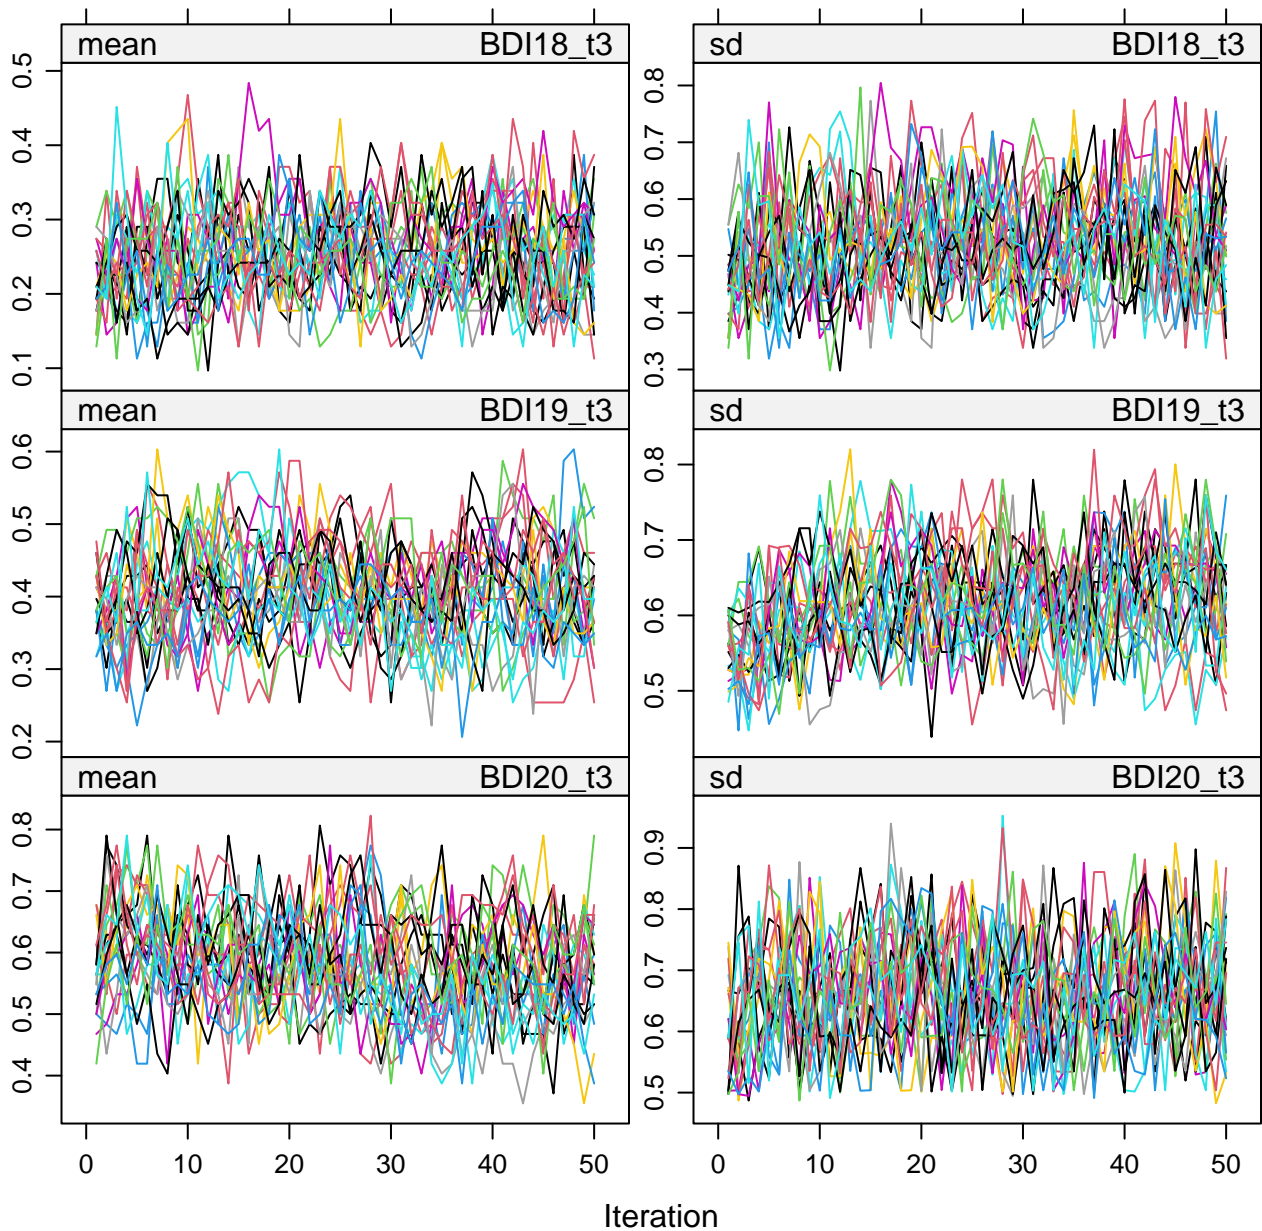 mean BDI18_t3 sd BDI18_t3
0.1 0.2 0.3 0.4 0.5
0.3 0.4 0.5 0.6 0.7 0.8
mean BDI19_t3 sd BDI19_t3
0.2 0.3 0.4 0.5 0.6
0.5 0.6 0.7 0.8
mean BDI20_t3 sd BDI20_t3
0.4 0.5 0.6 0.7 0.8
0.5 0.6 0.7 0.8 0.9
0 10 20 30 40 50 0 10 20 30 40 50
Iteration